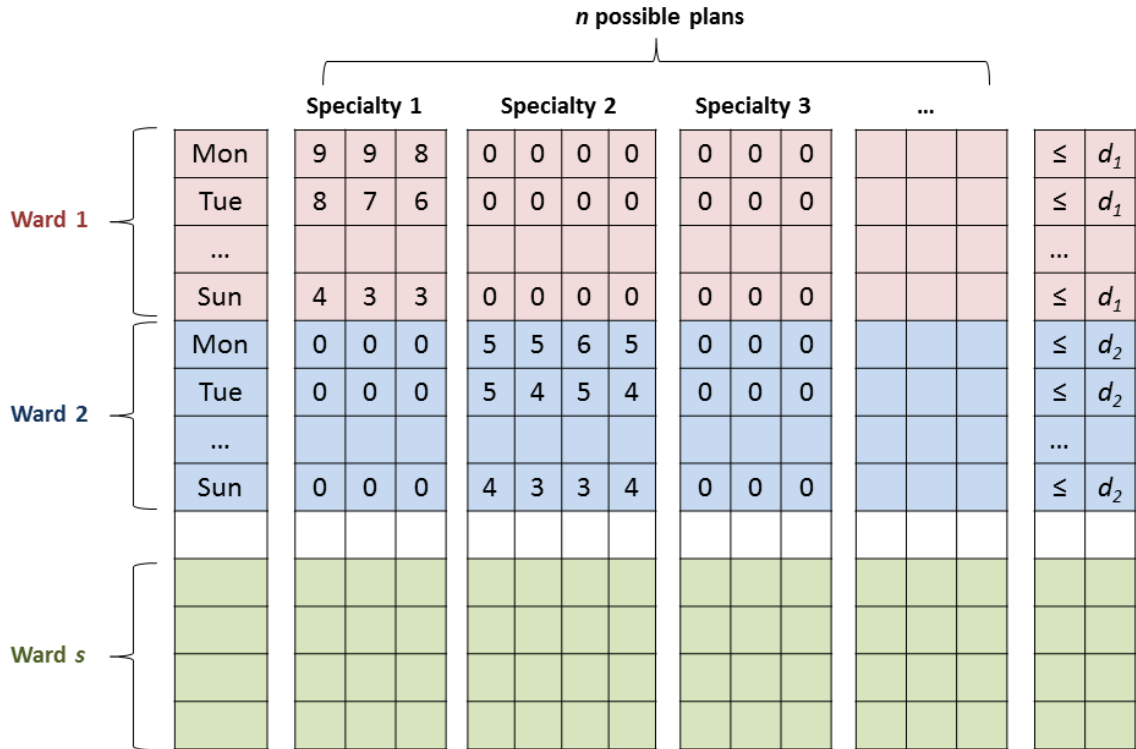 n possible plans
Specialty 1 Specialty 2 Specialty 3 ...
Mon 9 9 8 0 0 0 0 0 0 0 ≤ d1
Tue 8 7 6 0 0 0 0 0 0 0 ≤ d1
Ward 1
... ...
Sun 4 3 3 0 0 0 0 0 0 0 ≤ d1
Mon 0 0 0 5 5 6 5 0 0 0 ≤ d2
Tue 0 0 0 5 4 5 4 0 0 0 ≤ d2
Ward 2
... ...
Sun 0 0 0 4 3 3 4 0 0 0 ≤ d2
Ward s